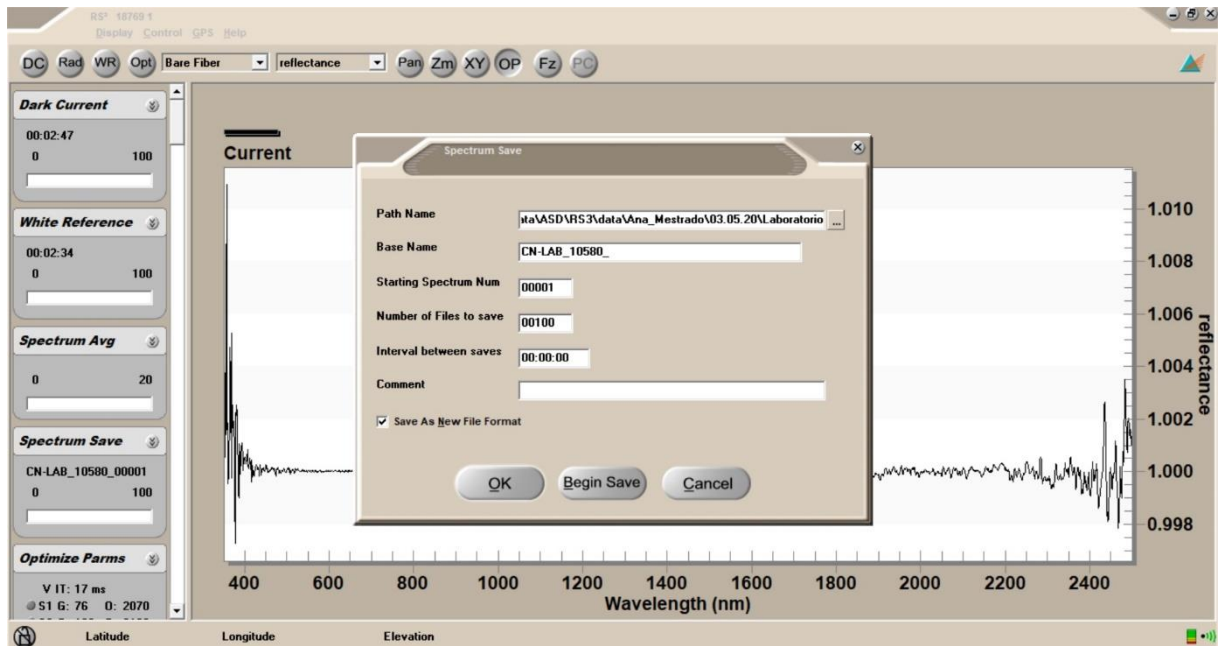 RS³ 18769 1
Display Control GPS Help
DC Rad WR Opt Bare Fiber reflectance Pan Zm XY OP Fz PC
Dark Current
00:02:47
0 100
White Reference
00:02:34
0 100
Spectrum Avg
0 20
Spectrum Save
CN-LAB_10580_00001
0 100
Optimize Parms
V IT: 17 ms
S1 G: 76 O: 2070
Current
Spectrum Save
Path Name
ata\ASD\RS3\data\Ana_Mestrado\03.05.20\Laboratorio ...
Base Name
CN-LAB_10580_
Starting Spectrum Num
00001
Number of Files to save
00100
Interval between saves
00:00:00
Comment
Save As New File Format
OK Begin Save Cancel
1.010
1.008
1.006
1.004
1.002
1.000
0.998
reflectance
400 600 800 1000 1200 1400 1600 1800 2000 2200 2400
Wavelength (nm)
Latitude Longitude Elevation